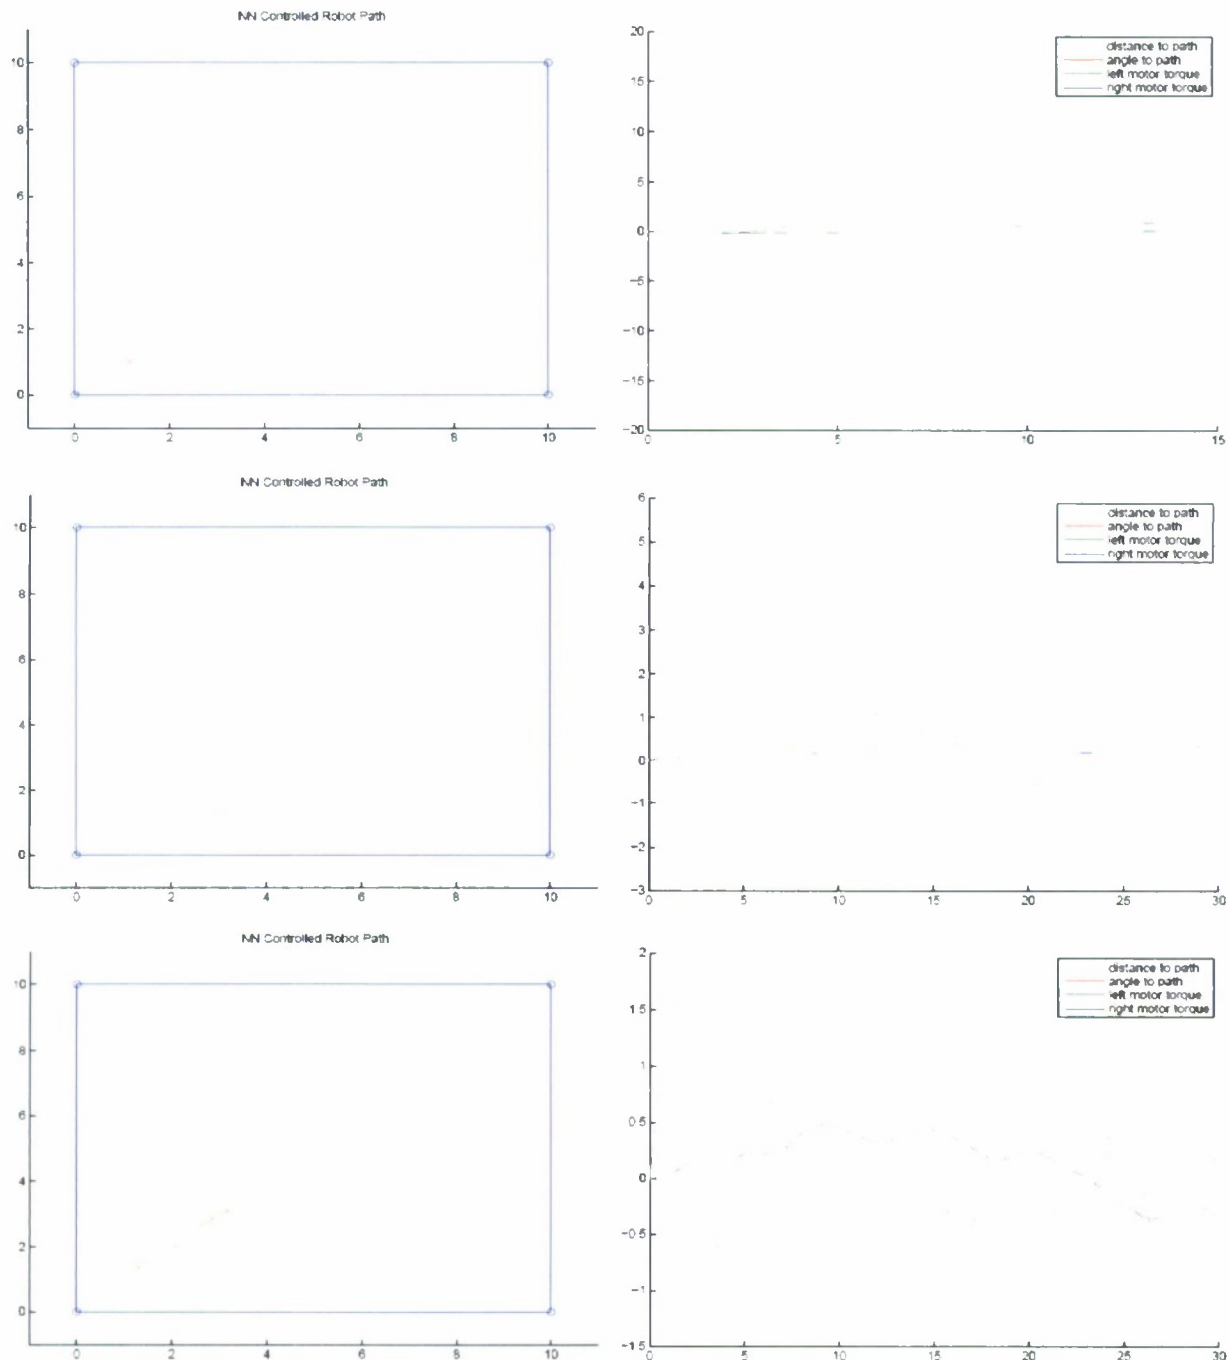 NN Controlled Robot Path
10
8
6
4
2
0
0 2 4 6 8 10
20
15
10
5
0
-5
-10
-15
-20
0 5 10 15
distance to path
angle to path
left motor torque
right motor torque
NN Controlled Robot Path
10
8
6
4
2
0
0 2 4 6 8 10
6
5
4
3
2
1
0
-1
-2
-3
0 5 10 15 20 25 30
distance to path
angle to path
left motor torque
right motor torque
NN Controlled Robot Path
10
8
6
4
2
0
0 2 4 6 8 10
2
1.5
1
0.5
0
-0.5
-1
-1.5
0 5 10 15 20 25 30
distance to path
angle to path
left motor torque
right motor torque